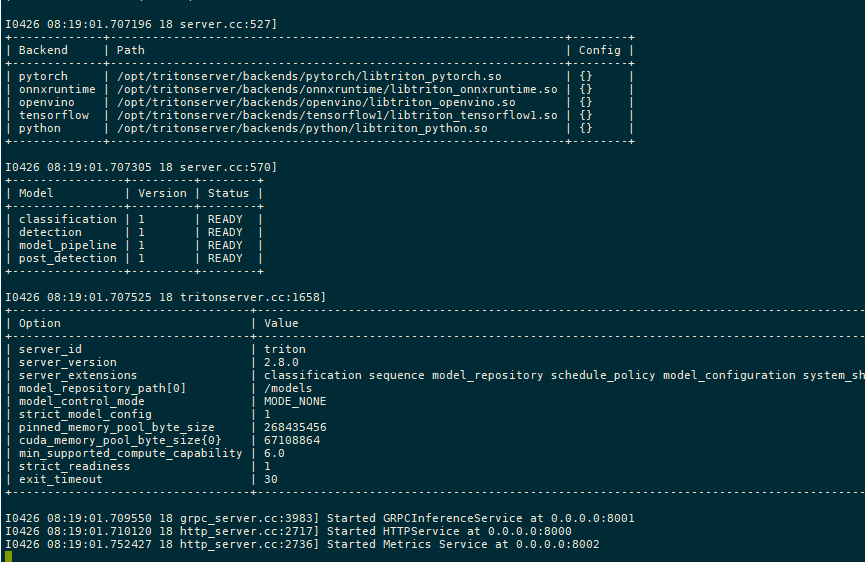 I0426 08:19:01.707196 18 server.cc:527]
+-------------+-----------------------------------------------------------------+--------+
| Backend     | Path                                                            | Config |
+-------------+-----------------------------------------------------------------+--------+
| pytorch     | /opt/tritonserver/backends/pytorch/libtriton_pytorch.so         | {}     |
| onnxruntime | /opt/tritonserver/backends/onnxruntime/libtriton_onnxruntime.so | {}     |
| openvino    | /opt/tritonserver/backends/openvino/libtriton_openvino.so       | {}     |
| tensorflow  | /opt/tritonserver/backends/tensorflow1/libtriton_tensorflow1.so | {}     |
| python      | /opt/tritonserver/backends/python/libtriton_python.so           | {}     |
+-------------+-----------------------------------------------------------------+--------+
I0426 08:19:01.707305 18 server.cc:570]
+----------------+---------+--------+
| Model          | Version | Status |
+----------------+---------+--------+
| classification | 1       | READY  |
| detection      | 1       | READY  |
| model_pipeline | 1       | READY  |
| post_detection | 1       | READY  |
+----------------+---------+--------+
I0426 08:19:01.707525 18 tritonserver.cc:1658]
+----------------------------------+----------------------------------------------------------------------------------------
| Option                           | Value
+----------------------------------+----------------------------------------------------------------------------------------
| server_id                        | triton
| server_version                   | 2.8.0
| server_extensions                | classification sequence model_repository schedule_policy model_configuration system_sh
| model_repository_path[0]         | /models
| model_control_mode               | MODE_NONE
| strict_model_config              | 1
| pinned_memory_pool_byte_size     | 268435456
| cuda_memory_pool_byte_size{0}    | 67108864
| min_supported_compute_capability | 6.0
| strict_readiness                 | 1
| exit_timeout                     | 30
+----------------------------------+----------------------------------------------------------------------------------------
I0426 08:19:01.709550 18 grpc_server.cc:3983] Started GRPCInferenceService at 0.0.0.0:8001
I0426 08:19:01.710120 18 http_server.cc:2717] Started HTTPService at 0.0.0.0:8000
I0426 08:19:01.752427 18 http_server.cc:2736] Started Metrics Service at 0.0.0.0:8002